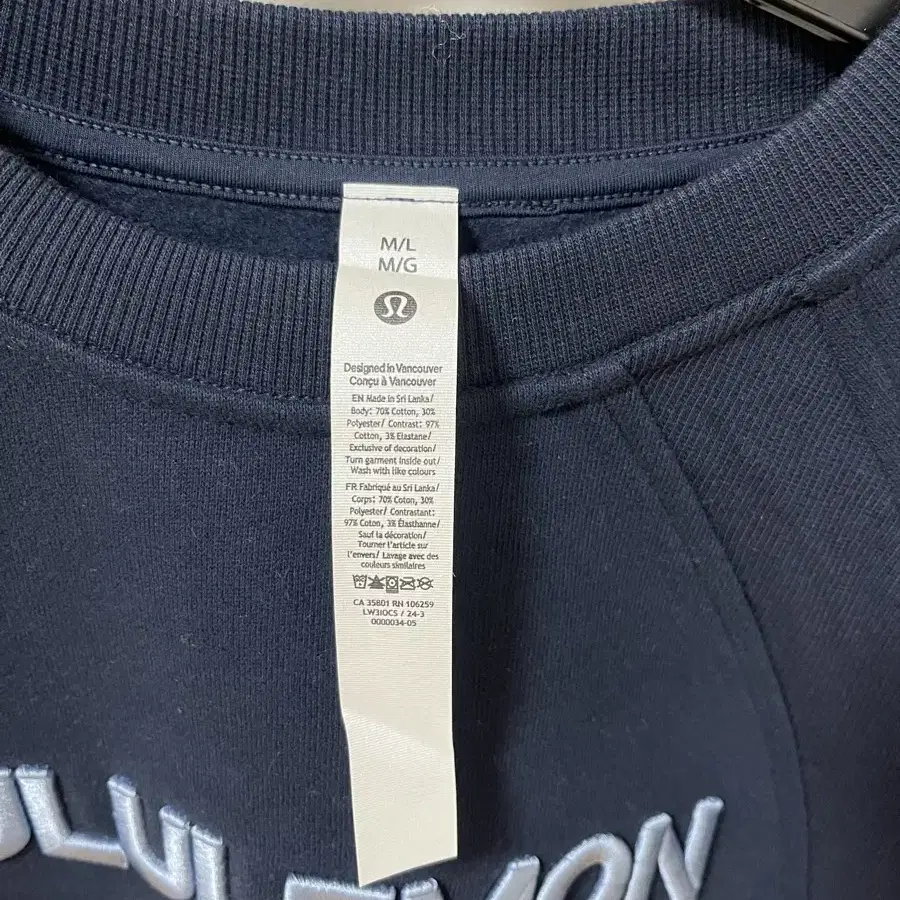 M/L
M/G
Designed in Vancouver
Conçu à Vancouver
EN Made in Sri Lanka/
Body: 70% Cotton, 30%
Polyester/ Contrast: 97%
Cotton, 3% Elastane/
Exclusive of decoration/
Turn garment inside out/
Wash with like colours
FR Fabriqué au Sri Lanka/
Corps: 70% Coton, 30%
Polyester/ Contrastant:
97% Coton, 3% Élasthanne/
Sauf la décoration/
Tourner l'article sur
l'envers/ Lavage avec des
couleurs similaires
CA 35801 RN 106259
LW3IOCS / 24-3
0000034-05
ULULEMON